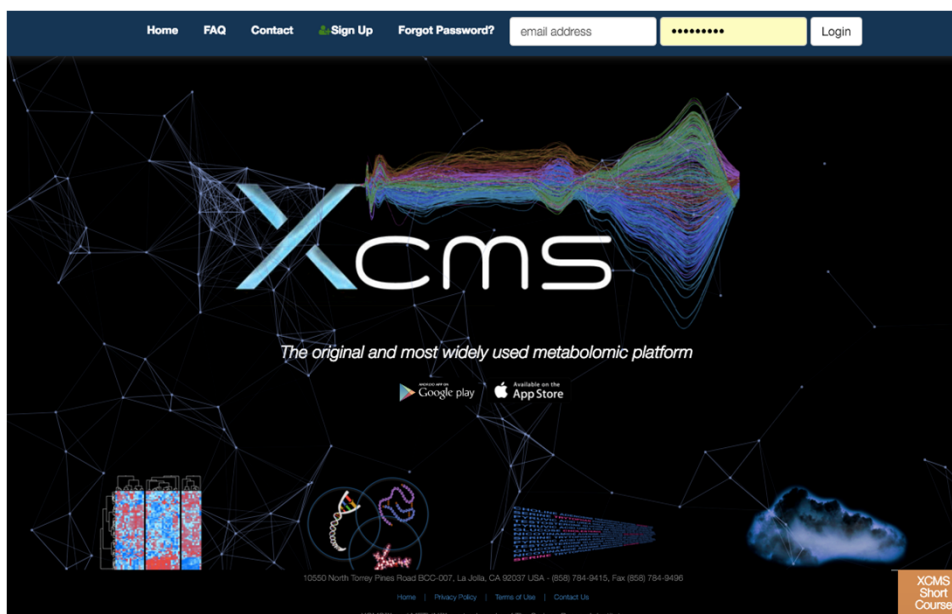 Home FAQ Contact Sign Up Forgot Password? email address Login
Xcms
The original and most widely used metabolomic platform
Google play
Available on the
App Store
10550 North Torrey Pines Road BCC-007, La Jolla, CA 92037 USA - (858) 784-9415, Fax (858) 784-9496
Home | Privacy Policy | Terms of Use | Contact Us
XCMS
Short
Course